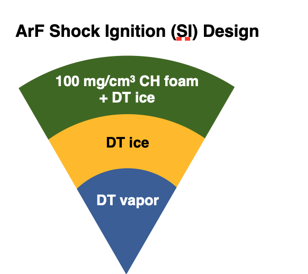 ArF Shock Ignition (SI) Design
100 mg/cm³ CH foam
+ DT ice
DT ice
DT vapor